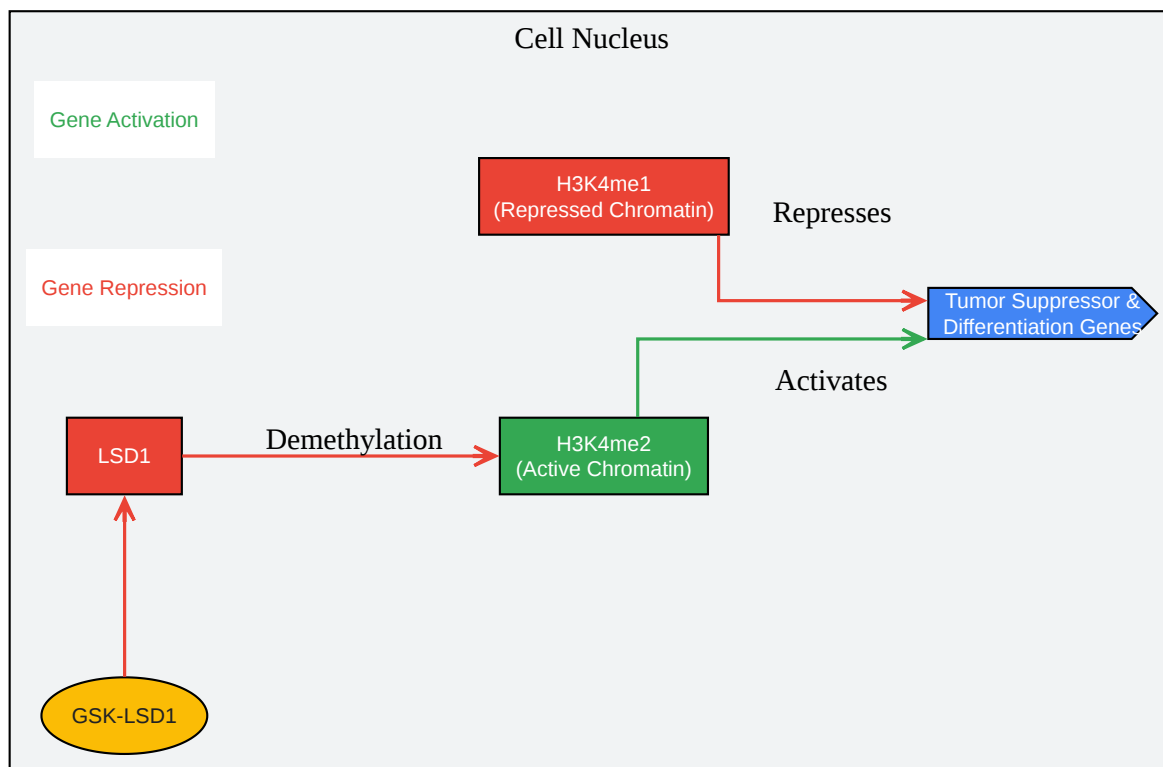 Cell Nucleus
Gene Activation
H3K4me1
(Repressed Chromatin)
Represses
Gene Repression
Tumor Suppressor &
Differentiation Genes
Activates
LSD1
Demethylation
H3K4me2
(Active Chromatin)
GSK-LSD1